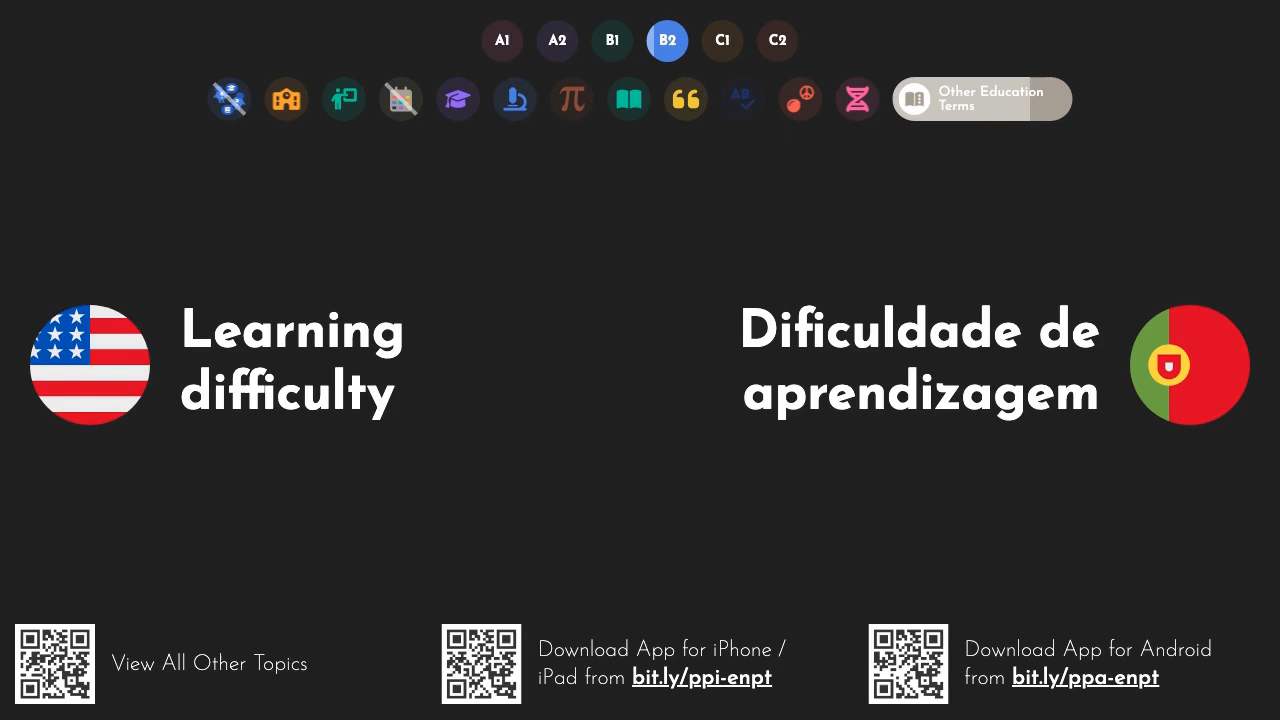 A1 A2 B1 B2 C1 C2
Other Education
Terms
Learning
difficulty
Dificuldade de
aprendizagem
View All Other Topics
Download App for iPhone /
iPad from bit.ly/ppi-enpt
Download App for Android
from bit.ly/ppa-enpt